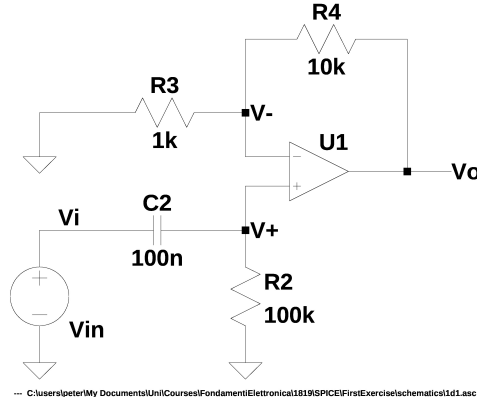 R4
10k
R3
V-
1k
U1
Vo
C2
Vi
V+
100n
R2
100k
Vin
--- C:\users\peter\My Documents\Uni\Courses\FondamentiElettronica\1819\SPICE\FirstExercise\schematics\1d1.asc